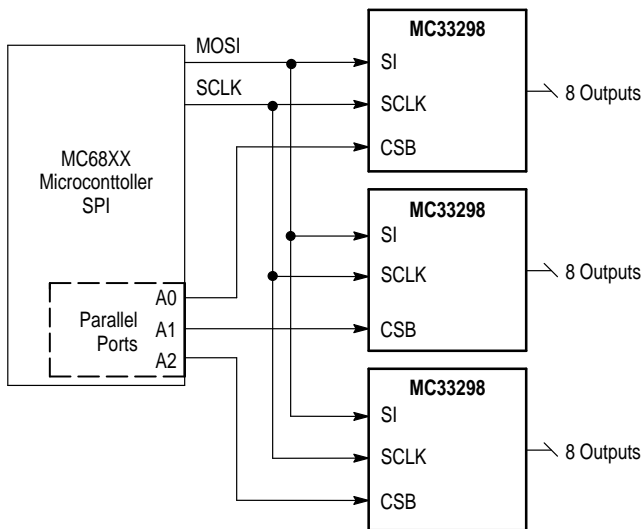 MOSI
SCLK
MC68XX
Microconttoller
SPI
Parallel
Ports
A0
A1
A2
MC33298
SI
SCLK
CSB
8 Outputs
MC33298
SI
SCLK
CSB
8 Outputs
MC33298
SI
SCLK
CSB
8 Outputs